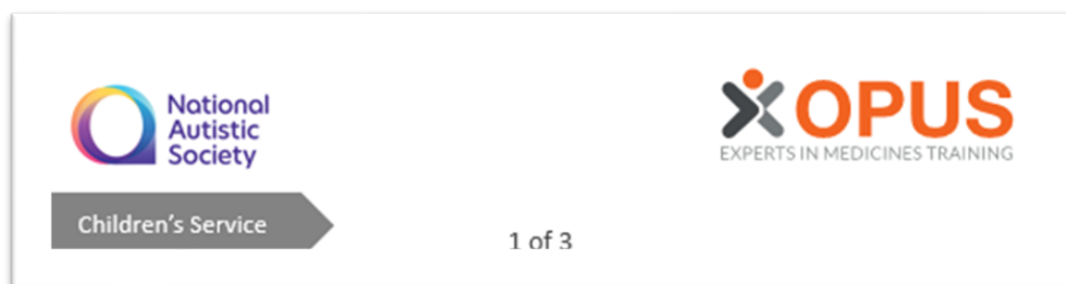 National
Autistic
Society
OPUS
EXPERTS IN MEDICINES TRAINING
Children's Service
1 of 3